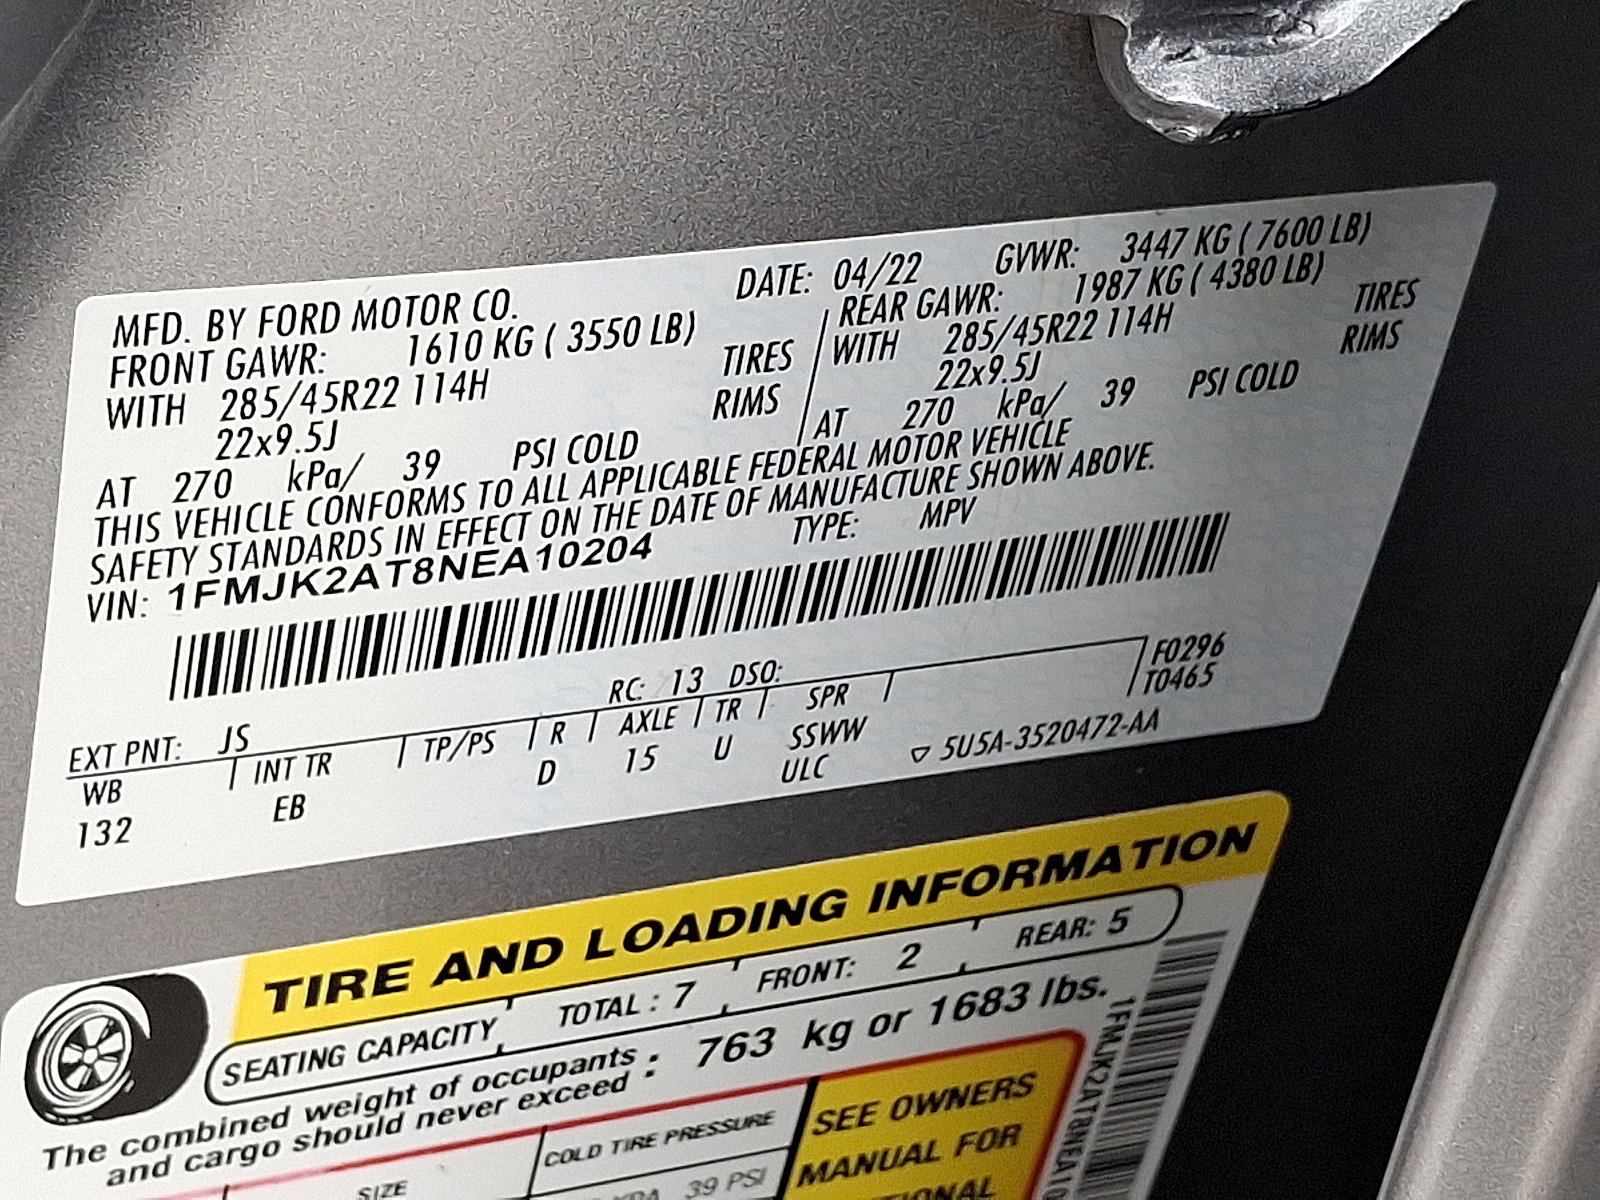 MFD. BY FORD MOTOR CO. DATE: 04/22 GVWR: 3447 KG ( 7600 LB)
FRONT GAWR: 1610 KG ( 3550 LB) REAR GAWR: 1987 KG ( 4380 LB)
WITH 285/45R22 114H TIRES WITH 285/45R22 114H TIRES
22x9.5J RIMS 22x9.5J RIMS
AT 270 kPa/ 39 PSI COLD AT 270 kPa/ 39 PSI COLD
THIS VEHICLE CONFORMS TO ALL APPLICABLE FEDERAL MOTOR VEHICLE
SAFETY STANDARDS IN EFFECT ON THE DATE OF MANUFACTURE SHOWN ABOVE.
VIN: 1FMJK2AT8NEA10204 TYPE: MPV
EXT PNT: JS RC: 13 DSO: F0296
WB INT TR TP/PS R AXLE TR SPR T0465
132 EB D 15 U SSWW
ULC 5U5A-3520472-AA
TIRE AND LOADING INFORMATION
SEATING CAPACITY TOTAL : 7 FRONT: 2 REAR: 5
The combined weight of occupants : 763 kg or 1683 lbs.
and cargo should never exceed :
SIZE COLD TIRE PRESSURE SEE OWNERS
39 PSI MANUAL FOR
1FMJK2AT8NEA10